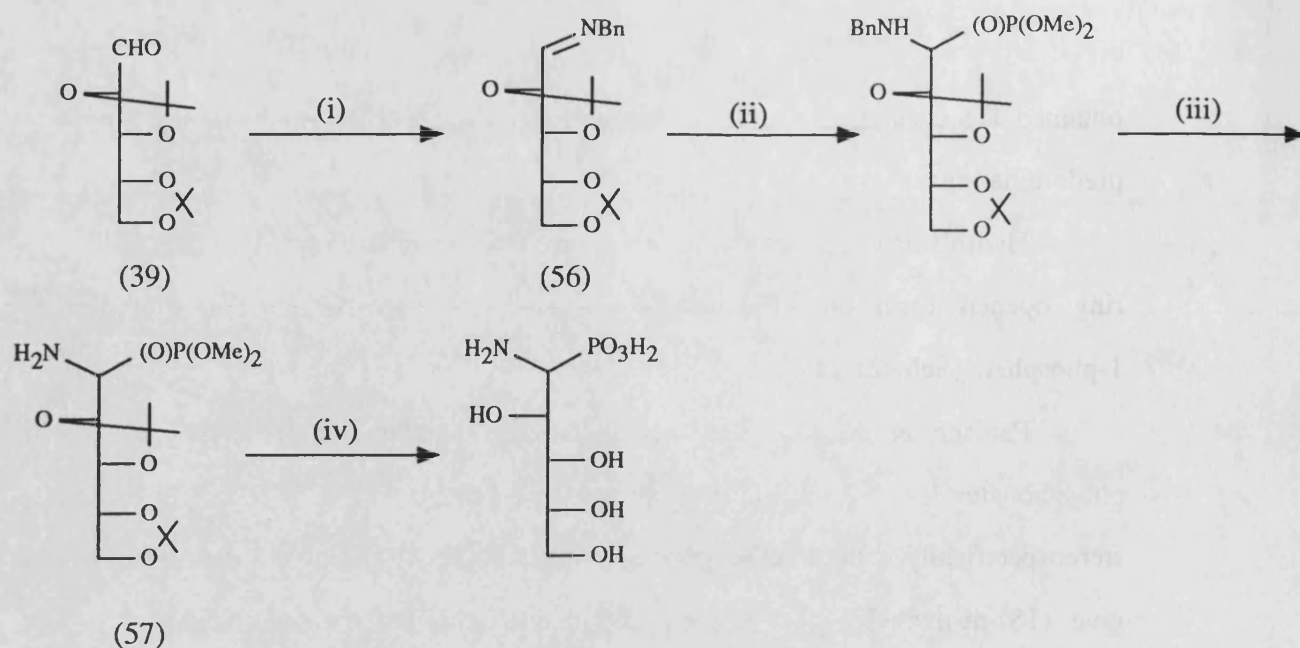 CHO
O
O
O
O
(39)
(i)
NBn
O
O
O
O
(56)
(ii)
BnNH (O)P(OMe)2
O
O
O
O
(iii)
H2N (O)P(OMe)2
O
O
O
O
(57)
(iv)
H2N PO3H2
HO
OH
OH
OH